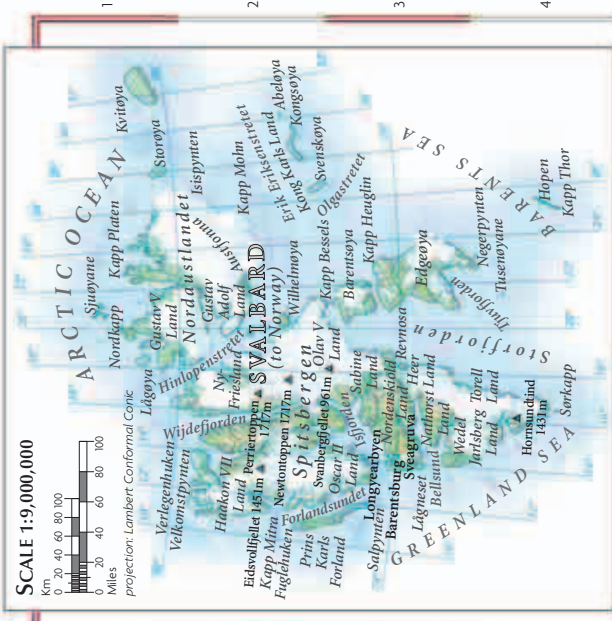 SCALE 1:9,000,000
Km
0 20 40 60 80 100
0 20 40 60 80
Miles
projection: Lambert Conformal Conic
1
2
3
4
ARCTIC OCEAN
Kvitøya
Sjuøyane
Storøya
Nordkapp
Kapp Platen
Lågøya
Gustav V
Land
Nordaustlandet
Isispynten
Hinlopenstretet
Gustav
Adolf
Land
Austfonna
Kapp Mohn
Erik Eriksenstretet
Abeløya
Kong Karls Land
Kongsøya
Svenskøya
Verlegenhuken
Velkomstpynten
Wijdefjorden
Ny-
Friesland
SVALBARD
(to Norway)
Wilhelmøya
Olgastretet
Haakon VII
Land
Perriertoppen
1717m
Eidsvollfjellet 1451m
Newtontoppen 1717m
Kapp Mitra
Fuglehuken
Spitsbergen
Olav V
Land
Kapp Bessels
Barentsøya
Kapp Heuglin
Forlandsundet
Svanbergfjellet 961m
Prins
Karls
Forland
Oscar II
Land
Isfjorden
Sabine
Land
Nordenskiöld
Land
Salpynten
Longyearbyen
Barentsburg
Sveagruva
Heer
Land
Revnosa
Edgeøya
Negerpynten
Tusenøyane
Tjuvfjorden
Storfjorden
Lågneset
Bellsund
Nathorst Land
Wedel
Jarlsberg
Land
Torell
Land
GREENLAND SEA
Hornsundtind
1431m
Sørkapp
BARENTS SEA
Hopen
Kapp Thor